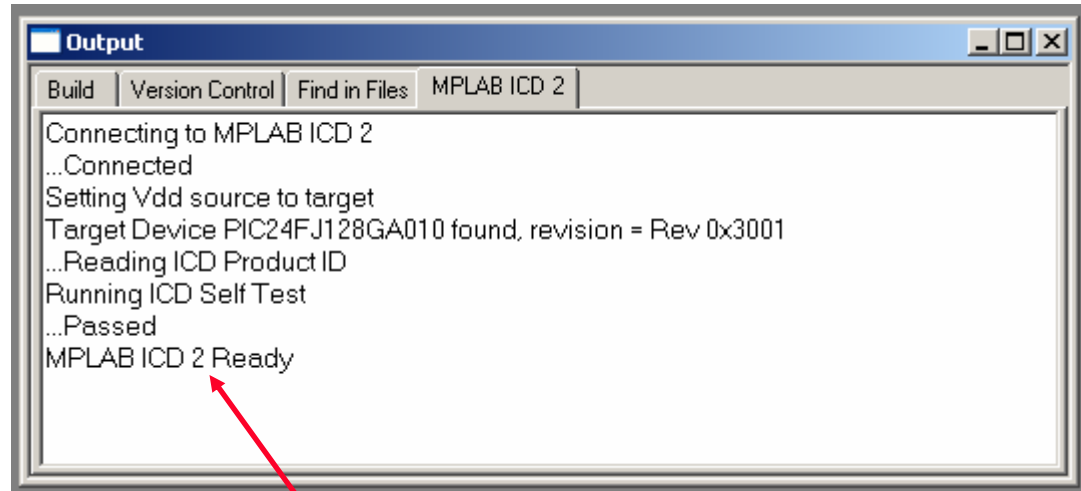 Output
Build Version Control Find in Files MPLAB ICD 2
Connecting to MPLAB ICD 2
...Connected
Setting Vdd source to target
Target Device PIC24FJ128GA010 found, revision = Rev 0x3001
...Reading ICD Product ID
Running ICD Self Test
...Passed
MPLAB ICD 2 Ready